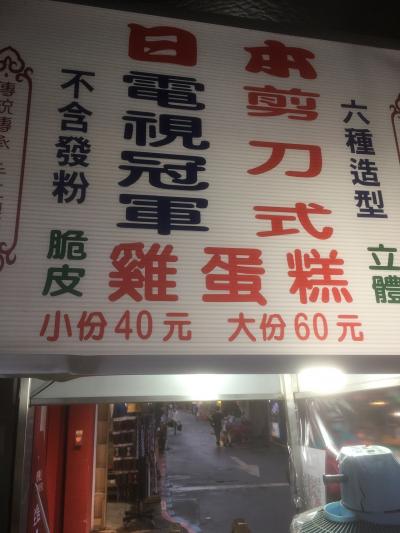 日本
電視冠軍
剪刀式
不含發粉
六種造型
脆皮
雞蛋糕
立體
小份40元 大份60元